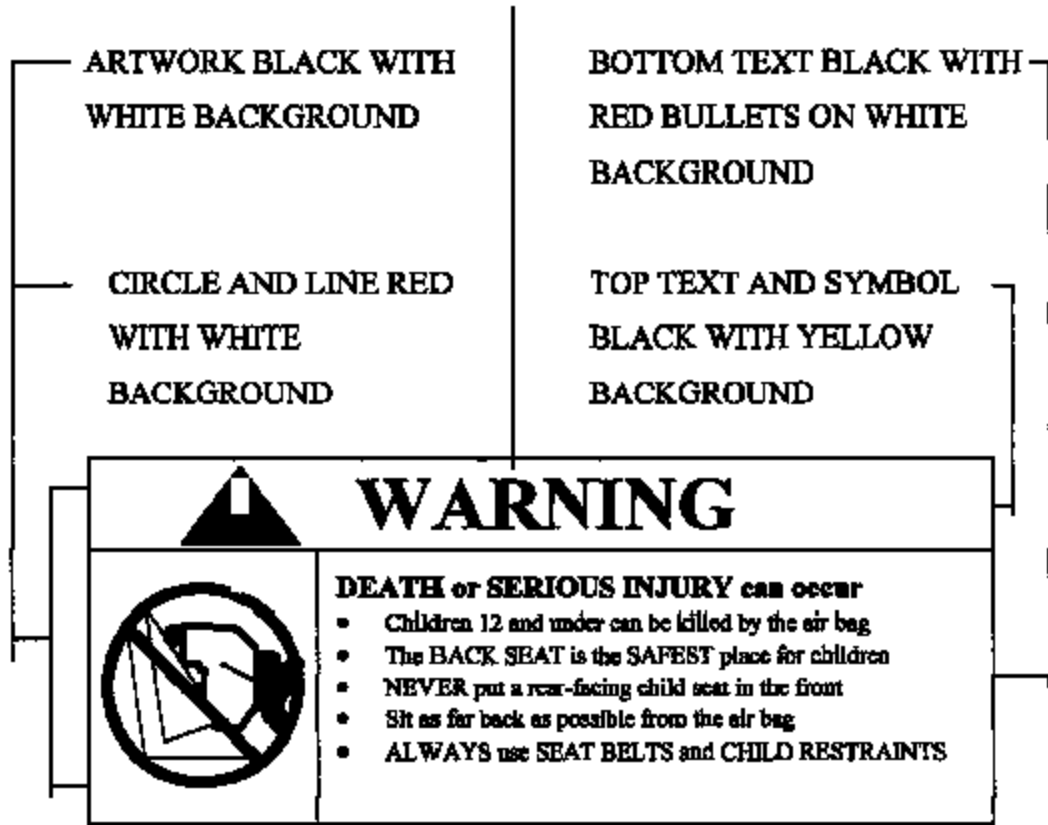 ARTWORK BLACK WITH
WHITE BACKGROUND
BOTTOM TEXT BLACK WITH
RED BULLETS ON WHITE
BACKGROUND
CIRCLE AND LINE RED
WITH WHITE
BACKGROUND
TOP TEXT AND SYMBOL
BLACK WITH YELLOW
BACKGROUND
WARNING
DEATH or SERIOUS INJURY can occur
• Children 12 and under can be killed by the air bag
• The BACK SEAT is the SAFEST place for children
• NEVER put a rear-facing child seat in the front
• Sit as far back as possible from the air bag
• ALWAYS use SEAT BELTS and CHILD RESTRAINTS